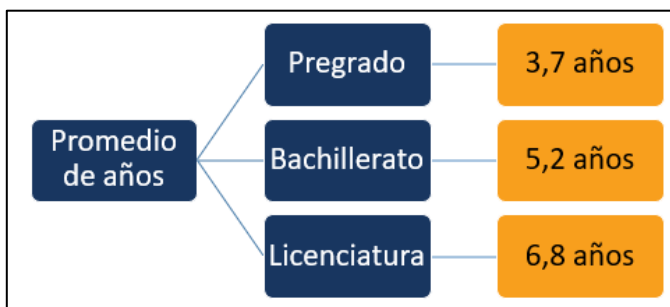 Promedio
de años
Pregrado
3,7 años
Bachillerato
5,2 años
Licenciatura
6,8 años